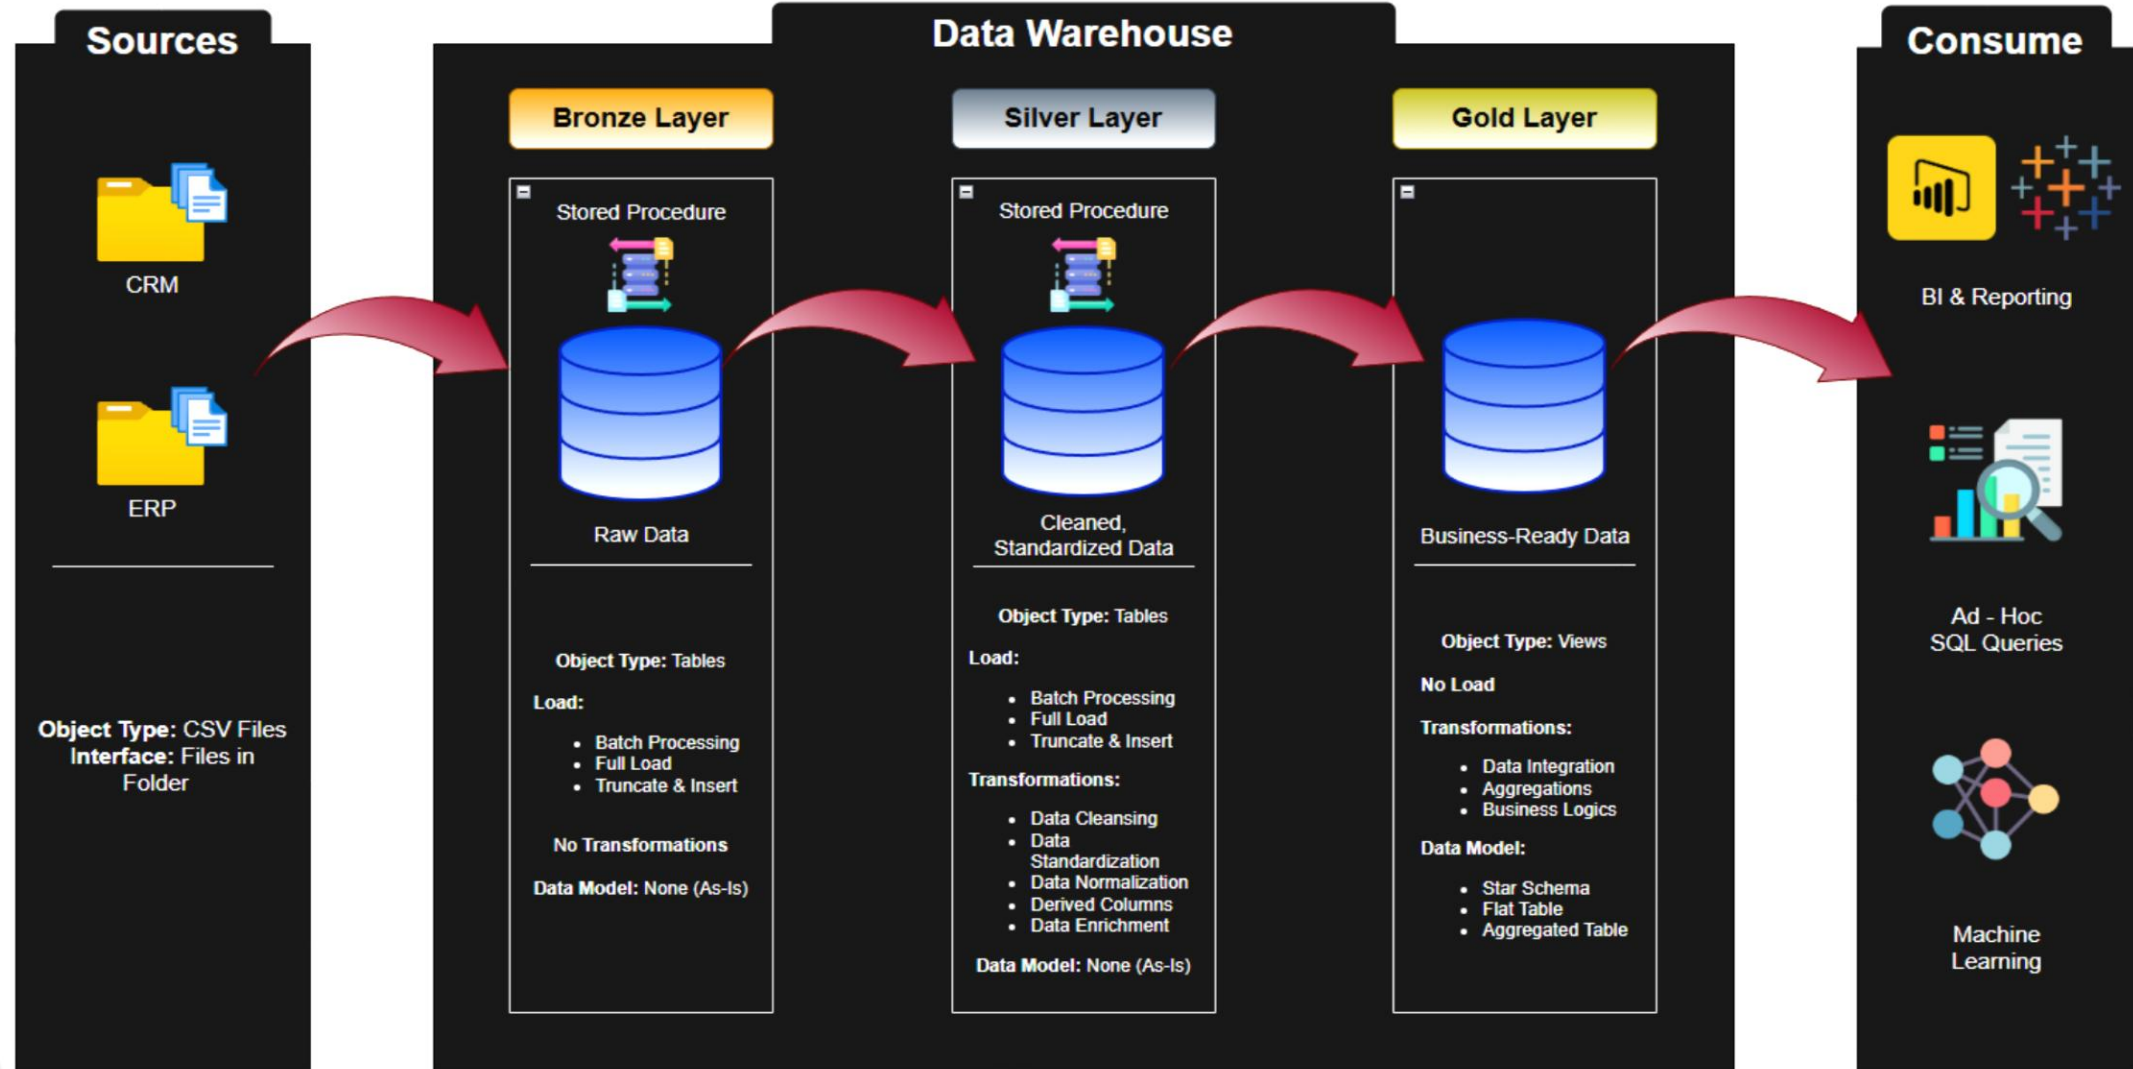 Sources
CRM
ERP
Object Type: CSV Files
Interface: Files in
Folder
Data Warehouse
Bronze Layer
Stored Procedure
Raw Data
Object Type: Tables
Load:
• Batch Processing
• Full Load
• Truncate & Insert
No Transformations
Data Model: None (As-Is)
Silver Layer
Stored Procedure
Cleaned,
Standardized Data
Object Type: Tables
Load:
• Batch Processing
• Full Load
• Truncate & Insert
Transformations:
• Data Cleansing
• Data
Standardization
• Data Normalization
• Derived Columns
• Data Enrichment
Data Model: None (As-Is)
Gold Layer
Business-Ready Data
Object Type: Views
No Load
Transformations:
• Data Integration
• Aggregations
• Business Logics
Data Model:
• Star Schema
• Flat Table
• Aggregated Table
Consume
BI & Reporting
Ad - Hoc
SQL Queries
Machine
Learning